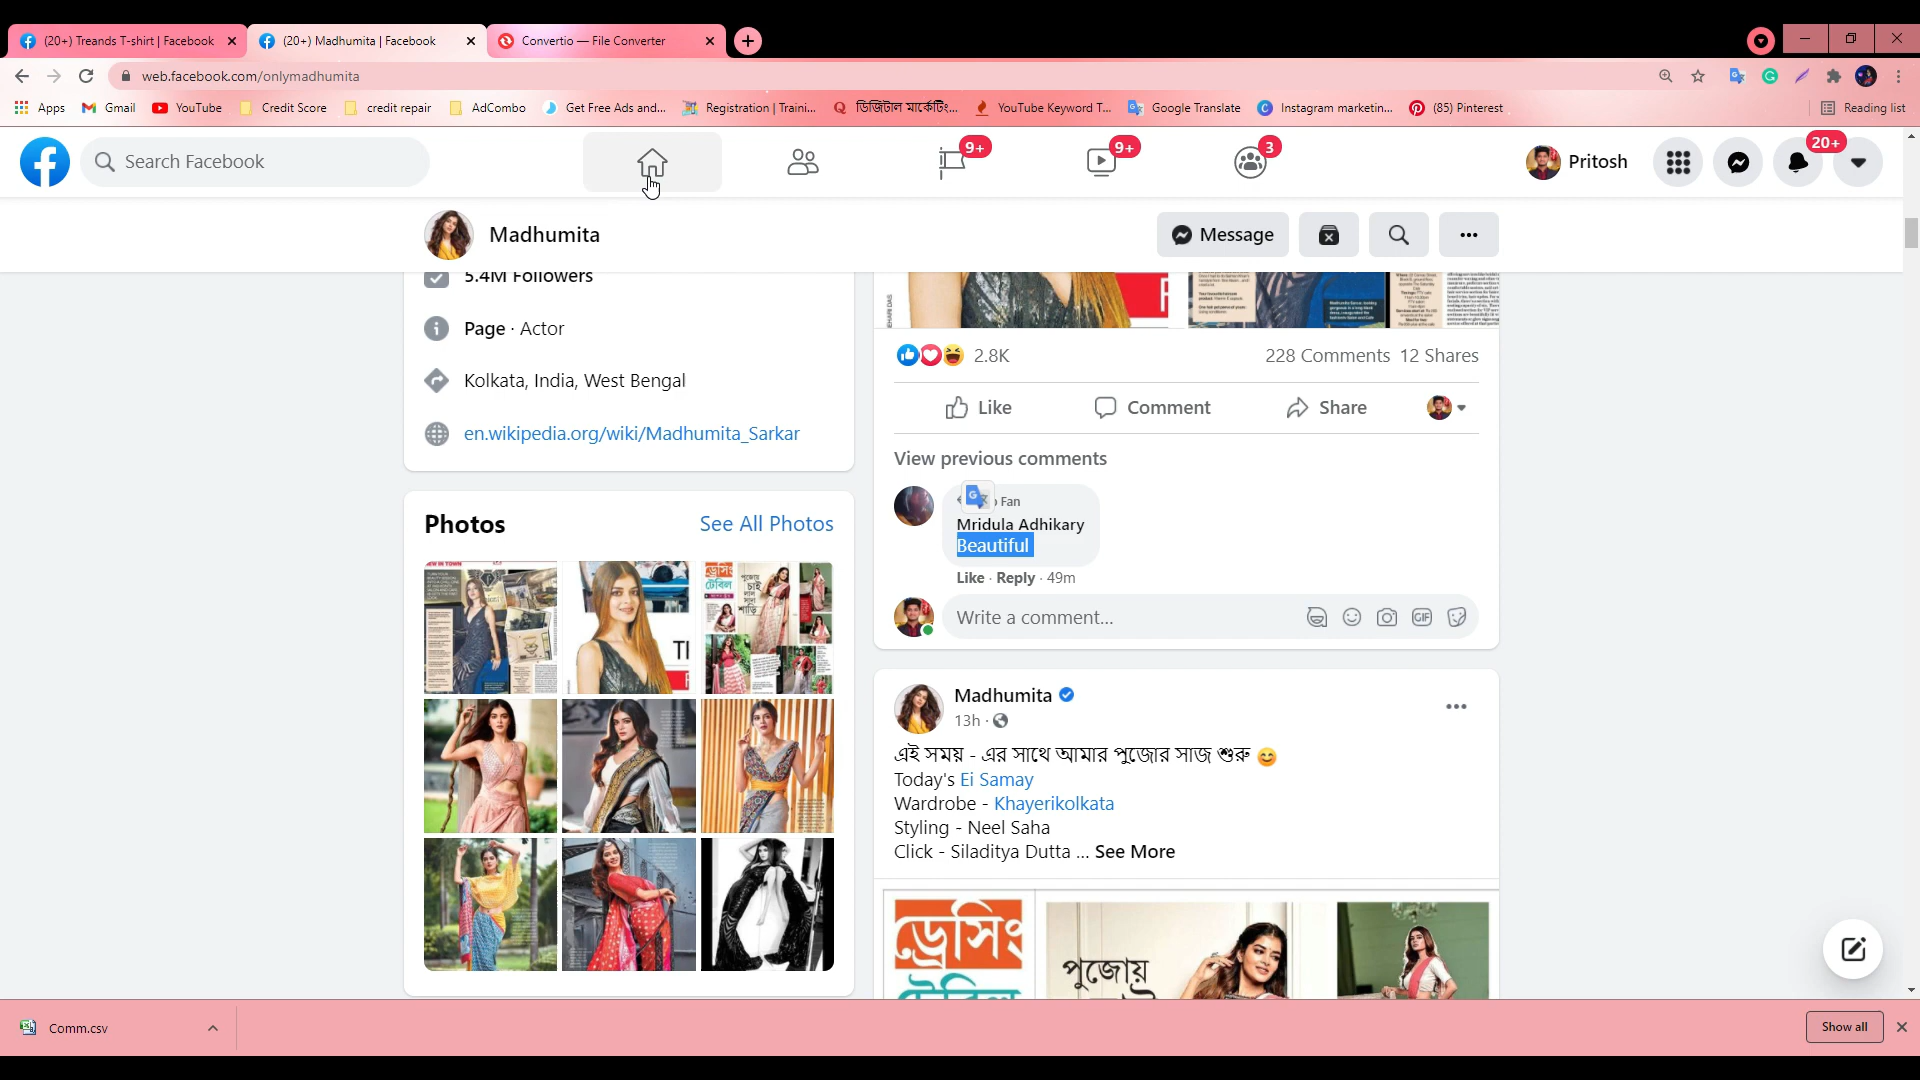 (20+) Treands T-shirt | Facebook
(20+) Madhumita | Facebook
Convertio — File Converter
web.facebook.com/onlymadhumita
Apps
Gmail
YouTube
Credit Score
credit repair
AdCombo
Get Free Ads and...
Registration | Traini...
ডিজিটাল মার্কেটিং...
YouTube Keyword T...
Google Translate
Instagram marketin...
(85) Pinterest
Reading list
Search Facebook
9+
9+
3
Pritosh
20+
Madhumita
Message
5.4M Followers
Page · Actor
Kolkata, India, West Bengal
en.wikipedia.org/wiki/Madhumita_Sarkar
Photos
See All Photos
NEW IN TOWN
ড্রেসিং
টেবিল
পুজোয়
চাই
লাল
সাদা
শাড়ি
2.8K
228 Comments 12 Shares
Like
Comment
Share
View previous comments
Fan
Mridula Adhikary
Beautiful
Like · Reply · 49m
Write a comment...
GIF
Madhumita
13h ·
এই সময় - এর সাথে আমার পুজোর সাজ শুরু 😊
Today's Ei Samay
Wardrobe - Khayerikolkata
Styling - Neel Saha
Click - Siladitya Dutta ... See More
ড্রেসিং
টেবিল
পুজোয়
Comm.csv
Show all